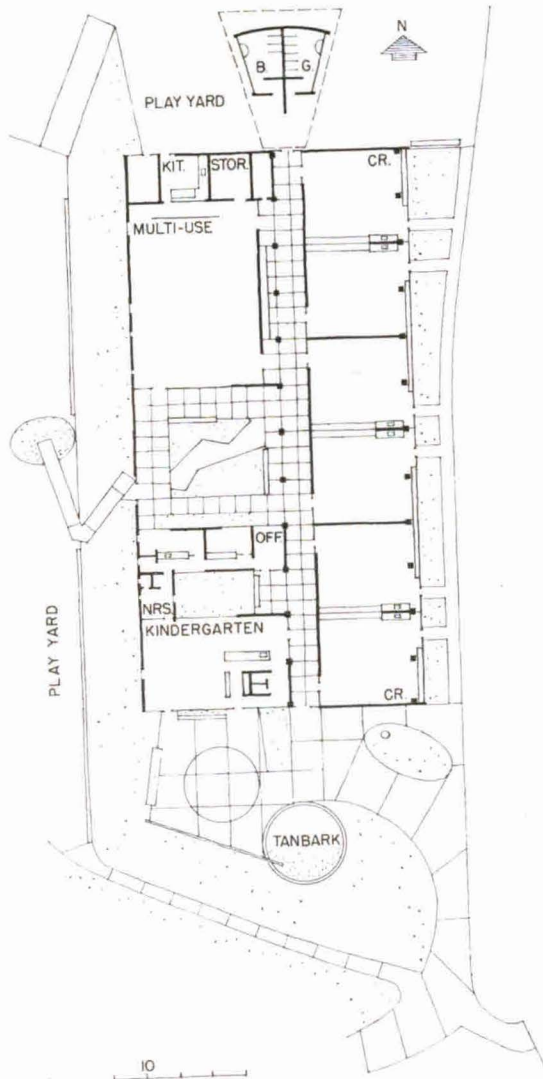 N
B. G.
PLAY YARD
KIT. STOR. CR.
MULTI-USE
OFF.
NRS.
KINDERGARTEN
PLAY YARD
CR.
TANBARK
10